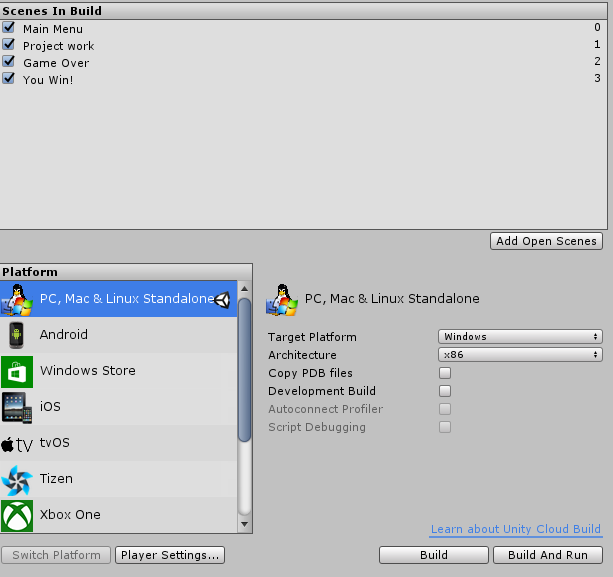 Scenes In Build
Main Menu 0
Project work 1
Game Over 2
You Win! 3
Add Open Scenes
Platform
PC, Mac & Linux Standalone
Android
Windows Store
iOS
tv tvOS
Tizen
Xbox One
PC, Mac & Linux Standalone
Target Platform Windows
Architecture x86
Copy PDB files
Development Build
Autoconnect Profiler
Script Debugging
Learn about Unity Cloud Build
Switch Platform Player Settings... Build Build And Run